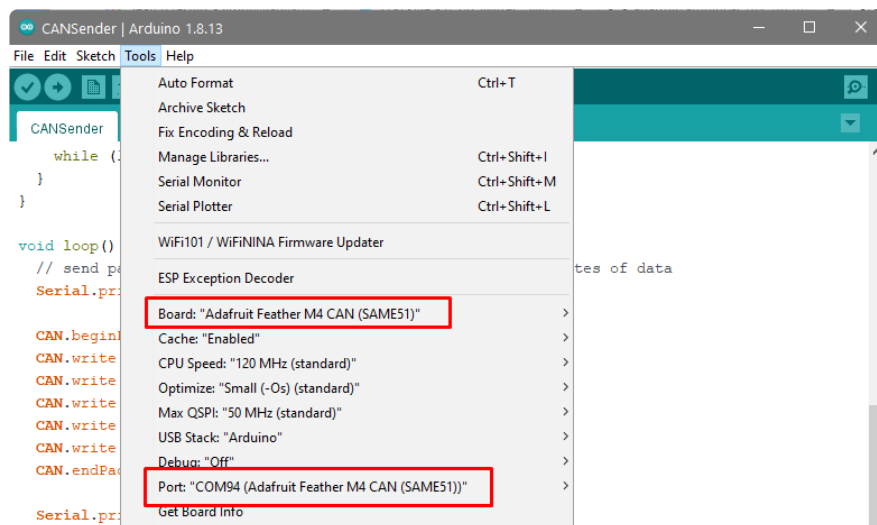 CANSender | Arduino 1.8.13
File Edit Sketch Tools Help
Auto Format Ctrl+T
Archive Sketch
Fix Encoding & Reload
Manage Libraries... Ctrl+Shift+I
Serial Monitor Ctrl+Shift+M
Serial Plotter Ctrl+Shift+L
WiFi101 / WiFiNINA Firmware Updater
ESP Exception Decoder
Board: "Adafruit Feather M4 CAN (SAME51)"
Cache: "Enabled"
CPU Speed: "120 MHz (standard)"
Optimize: "Small (-Os) (standard)"
Max QSPI: "50 MHz (standard)"
USB Stack: "Arduino"
Debug: "Off"
Port: "COM94 (Adafruit Feather M4 CAN (SAME51))"
Get Board Info
CANSender
while (
}
}
void loop()
// send pa tes of data
Serial.pri
CAN.begin
CAN.write
CAN.write
CAN.write
CAN.write
CAN.write
CAN.endPac
Serial.pr